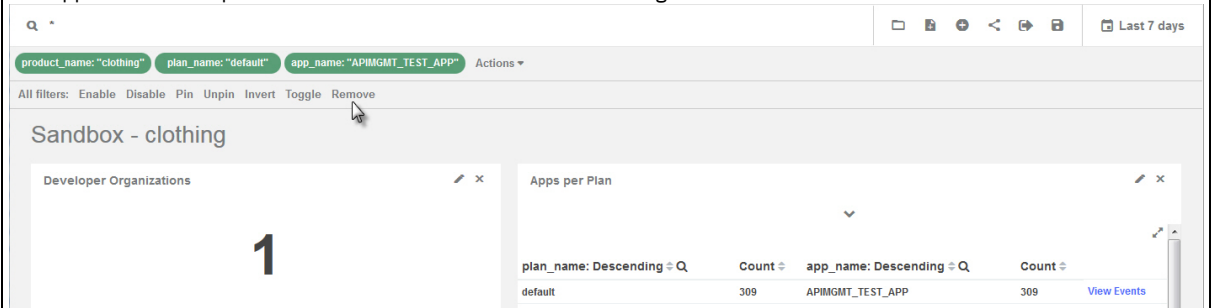 *
Last 7 days
product_name: "clothing" plan_name: "default" app_name: "APIMGMT_TEST_APP" Actions
All filters: Enable Disable Pin Unpin Invert Toggle Remove
Sandbox - clothing
Developer Organizations
Apps per Plan
1
plan_name: Descending Count app_name: Descending Count
default 309 APIMGMT_TEST_APP 309 View Events